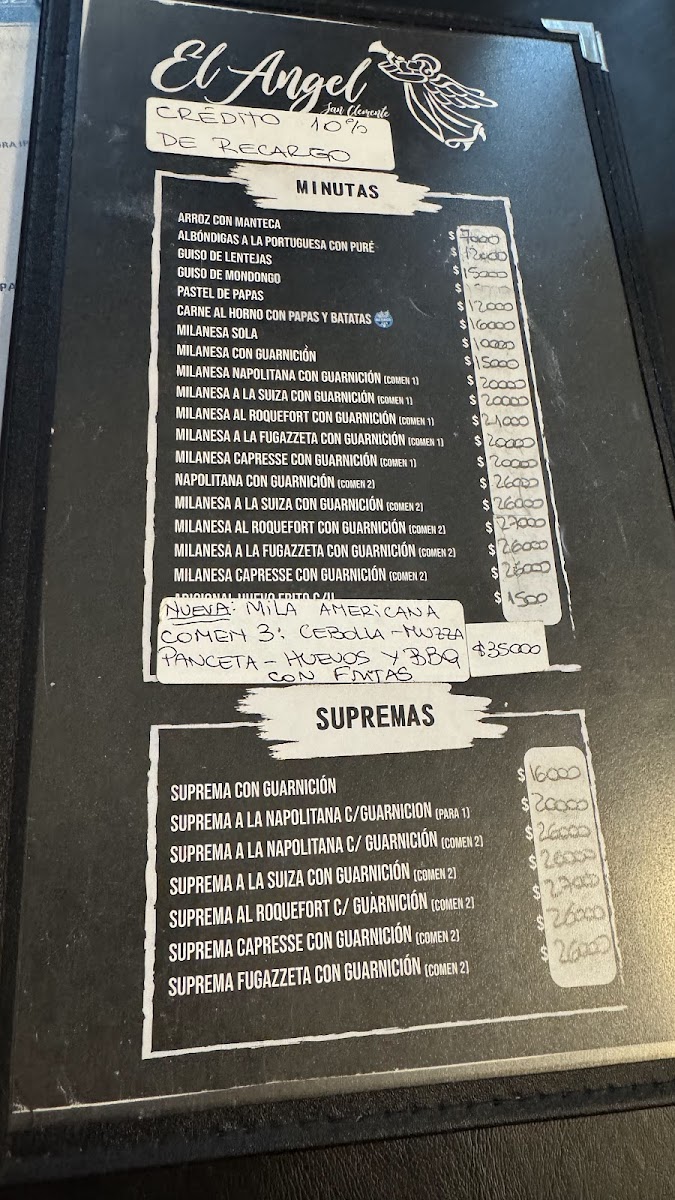 El Angel
San Clemente
CRÉDITO 10%
DE RECARGO
MINUTAS
ARROZ CON MANTECA $ 7000
ALBÓNDIGAS A LA PORTUGUESA CON PURÉ $ 12000
GUISO DE LENTEJAS $ 15000
GUISO DE MONDONGO $
PASTEL DE PAPAS $ 12000
CARNE AL HORNO CON PAPAS Y BATATAS $ 16000
MILANESA SOLA $ 10000
MILANESA CON GUARNICIÓN $ 15000
MILANESA NAPOLITANA CON GUARNICIÓN (COMEN 1) $ 20000
MILANESA A LA SUIZA CON GUARNICIÓN (COMEN 1) $ 20000
MILANESA AL ROQUEFORT CON GUARNICIÓN (COMEN 1) $ 21000
MILANESA A LA FUGAZZETA CON GUARNICIÓN (COMEN 1) $ 20000
MILANESA CAPRESSE CON GUARNICIÓN (COMEN 1) $ 20000
NAPOLITANA CON GUARNICIÓN (COMEN 2) $ 26000
MILANESA A LA SUIZA CON GUARNICIÓN (COMEN 2) $ 26000
MILANESA AL ROQUEFORT CON GUARNICIÓN (COMEN 2) $ 27000
MILANESA A LA FUGAZZETA CON GUARNICIÓN (COMEN 2) $ 26000
MILANESA CAPRESSE CON GUARNICIÓN (COMEN 2) $ 26000
ADICIONAL HUEVO FRITO C/U $ 1500
NUEVA: MILA AMERICANA
COMEN 3: CEBOLLA - MUZZA
PANCETA - HUEVOS Y BBQ $35000
CON FRITAS
SUPREMAS
SUPREMA CON GUARNICIÓN $ 16000
SUPREMA A LA NAPOLITANA C/GUARNICION (PARA 1) $ 20000
SUPREMA A LA NAPOLITANA C/ GUARNICIÓN (COMEN 2) $ 26000
SUPREMA A LA SUIZA CON GUARNICIÓN (COMEN 2) $ 26000
SUPREMA AL ROQUEFORT C/ GUARNICIÓN (COMEN 2) $ 27000
SUPREMA CAPRESSE CON GUARNICIÓN (COMEN 2) $ 26000
SUPREMA FUGAZZETA CON GUARNICIÓN (COMEN 2) $ 26000